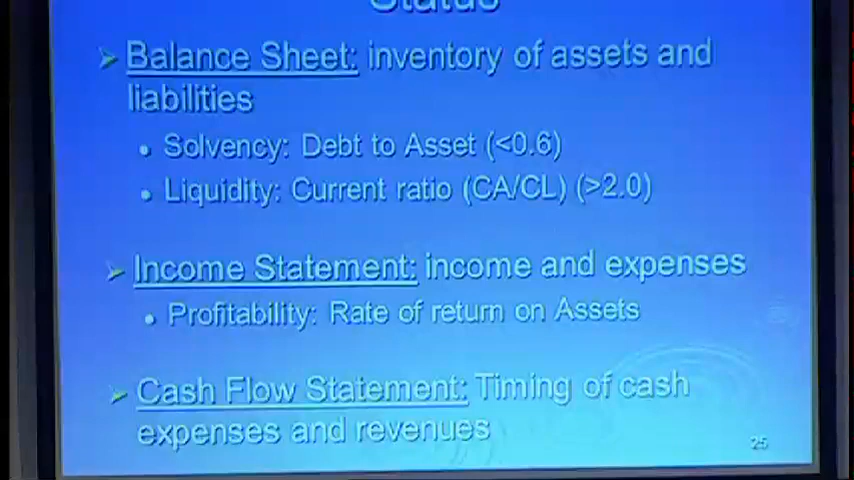 Status
Balance Sheet: inventory of assets and
liabilities
Solvency: Debt to Asset (<0.6)
Liquidity: Current ratio (CA/CL) (>2.0)
Income Statement: income and expenses
Profitability: Rate of return on Assets
Cash Flow Statement: Timing of cash
expenses and revenues
25